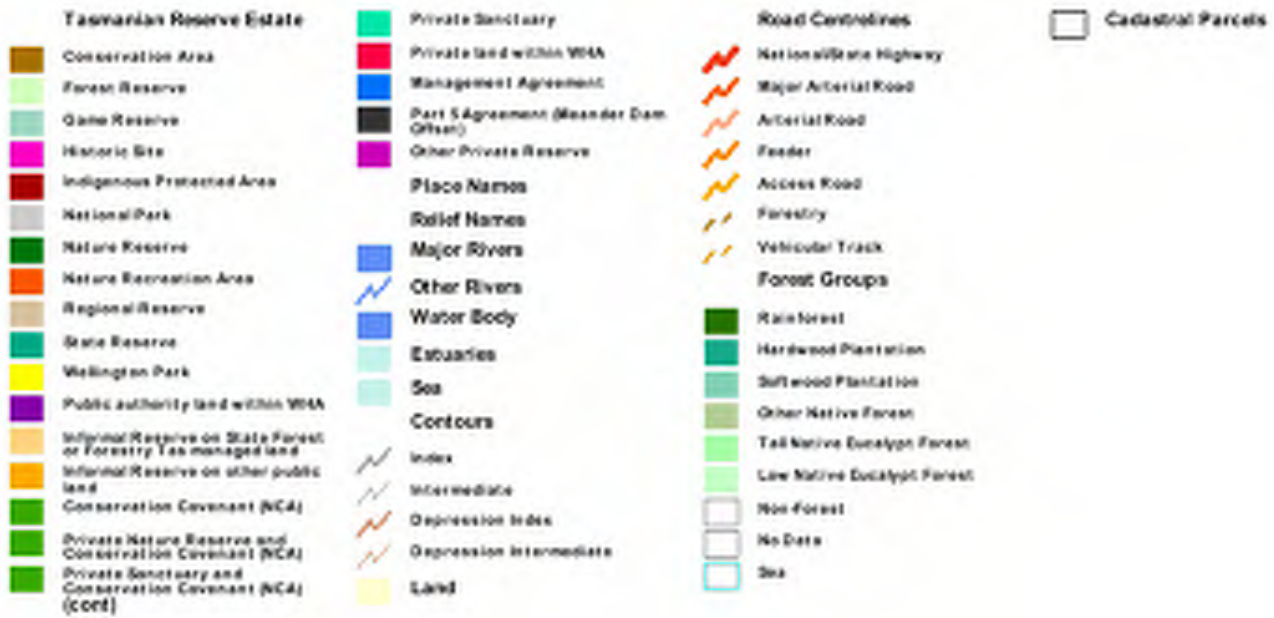 Tasmanian Reserve Estate
Conservation Area
Forest Reserve
Game Reserve
Historic Site
Indigenous Protected Area
National Park
Nature Reserve
Nature Recreation Area
Regional Reserve
State Reserve
Wellington Park
Public authority land within WHA
Informal Reserve on State Forest
or Forestry Tas managed land
Informal Reserve on other public
land
Conservation Covenant (NCA)
Private Nature Reserve and
Conservation Covenant (NCA)
Private Sanctuary and
Conservation Covenant (NCA)
(cont)
Private Sanctuary
Private land within WHA
Management Agreement
Part 5 Agreement (Meander Dam
Offset)
Other Private Reserve
Place Names
Relief Names
Major Rivers
Other Rivers
Water Body
Estuaries
Sea
Contours
Index
Intermediate
Depression Index
Depression Intermediate
Land
Road Centrelines
National/State Highway
Major Arterial Road
Arterial Road
Feeder
Access Road
Forestry
Vehicular Track
Forest Groups
Rainforest
Hardwood Plantation
Softwood Plantation
Other Native Forest
Tall Native Eucalypt Forest
Low Native Eucalypt Forest
Non-Forest
No Data
Sea
Cadastral Parcels